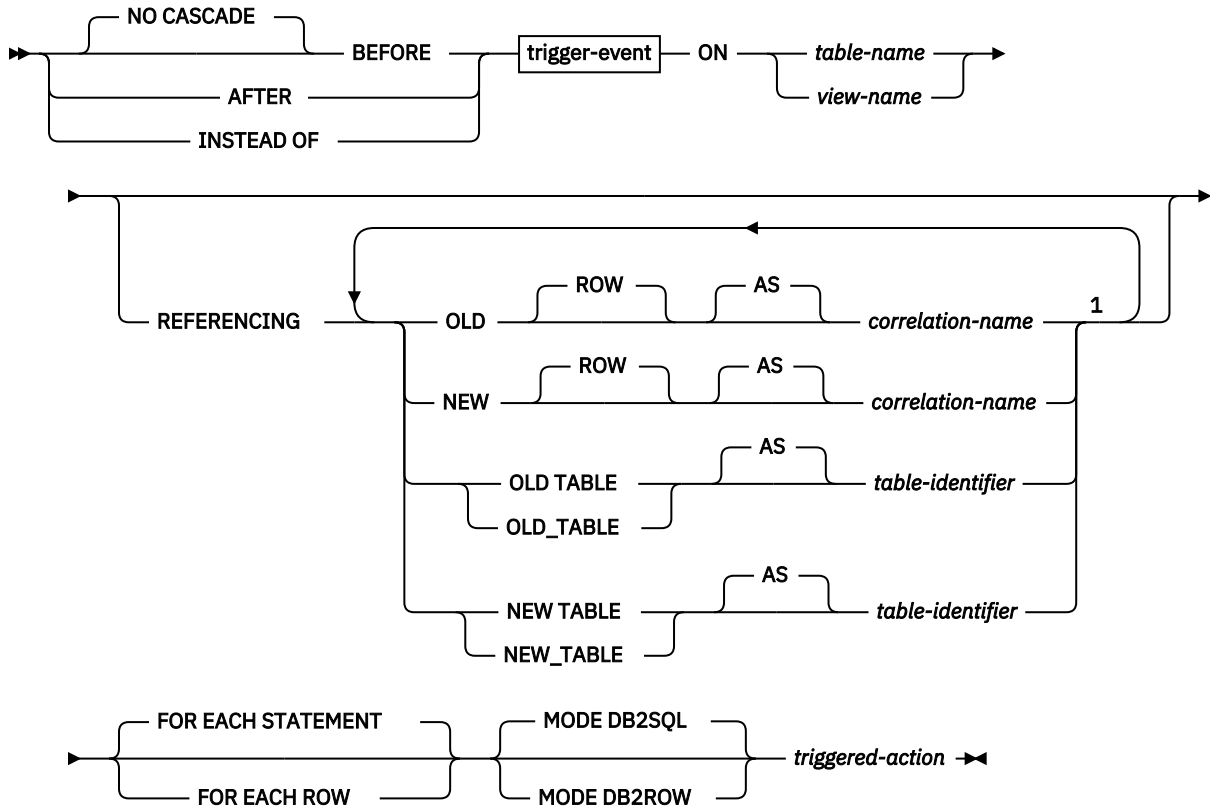 NO CASCADE
BEFORE trigger-event ON table-name
AFTER view-name
INSTEAD OF
ROW AS 1
REFERENCING OLD correlation-name
ROW AS
NEW correlation-name
AS
OLD TABLE table-identifier
OLD_TABLE
AS
NEW TABLE table-identifier
NEW_TABLE
FOR EACH STATEMENT MODE DB2SQL
triggered-action
FOR EACH ROW MODE DB2ROW